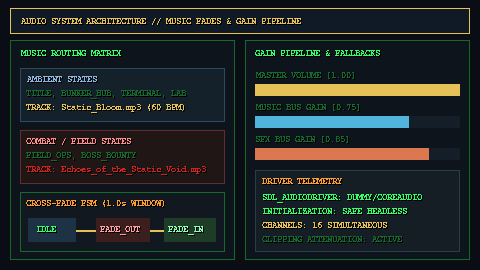 AUDIO SYSTEM ARCHITECTURE // MUSIC FADES & GAIN PIPELINE
MUSIC ROUTING MATRIX
AMBIENT STATES
TITLE, BUNKER_HUB, TERMINAL, LAB
TRACK: Static_Bloom.mp3 (60 BPM)
COMBAT / FIELD STATES
FIELD_OPS, BOSS_BOUNTY
TRACK: Echoes_of_the_Static_Void.mp3
CROSS-FADE FSM (1.0s WINDOW)
IDLE
FADE_OUT
FADE_IN
GAIN PIPELINE & FALLBACKS
MASTER VOLUME [1.00]
MUSIC BUS GAIN [0.75]
SFX BUS GAIN [0.85]
DRIVER TELEMETRY
SDL_AUDIODRIVER: DUMMY/COREAUDIO
INITIALIZATION: SAFE HEADLESS
CHANNELS: 16 SIMULTANEOUS
CLIPPING ATTENUATION: ACTIVE